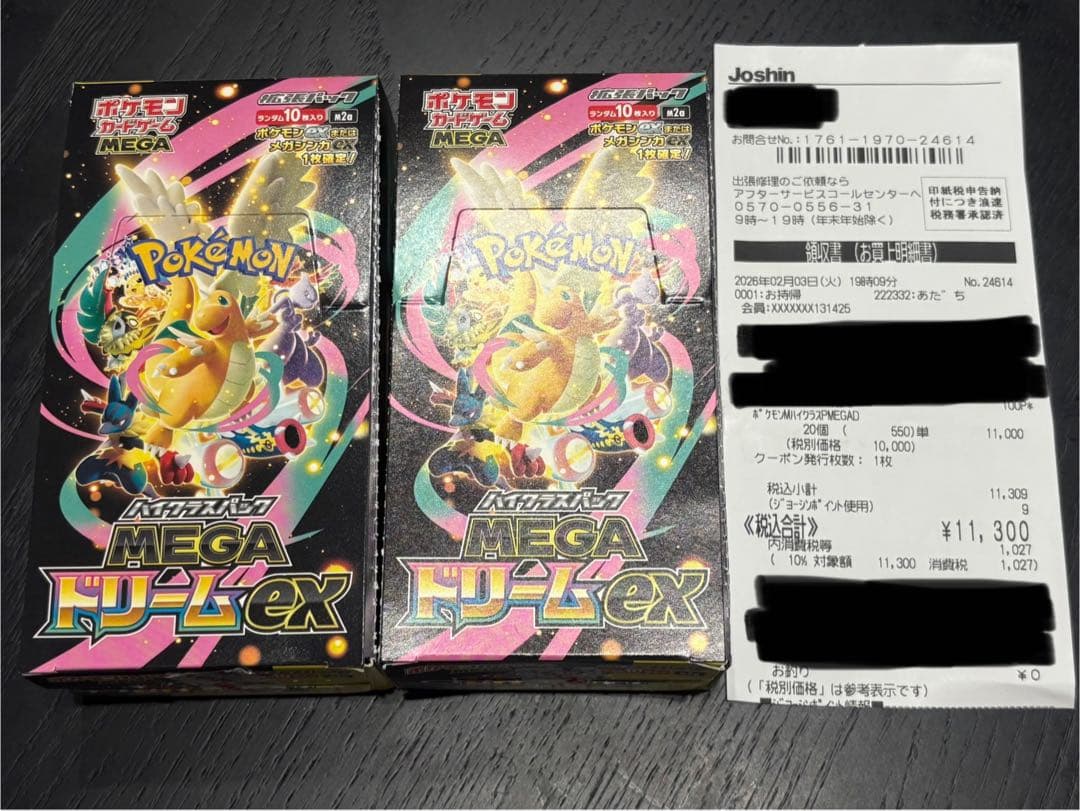 ポケモン
カードゲーム
MEGA
拡張パック
ランダム10枚入り
M2a
ポケモンexまたは
メガシンカex
1枚確定!
POKÉMON
ハイクラスパック
MEGA
ドリームex
ポケモン
カードゲーム
MEGA
拡張パック
ランダム10枚入り
M2a
ポケモンexまたは
メガシンカex
1枚確定!
POKÉMON
ハイクラスパック
MEGA
ドリームex
Joshin
お問合せNo.:1761-1970-24614
出張修理のご依頼なら
アフターサービスコールセンターへ
0570-0556-31
9時~19時(年末年始除く)
印紙税申告納
付につき浪速
税務署承認済
領収書(お買上明細書)
2026年02月03日(火) 19時09分 No.24614
0001:お持帰 222332:あだち
会員:XXXXXXX131425
100P*
ポケモンMハイクラスPMEGAD
20個( 550)単 11,000
(税別価格 10,000)
クーポン発行枚数: 1枚
税込小計 11,309
(ジョーシンポイント使用) 9
≪税込合計≫ ¥11,300
内消費税等 1,027
( 10% 対象額 11,300 消費税 1,027)
お釣り ¥0
(「税別価格」は参考表示です)